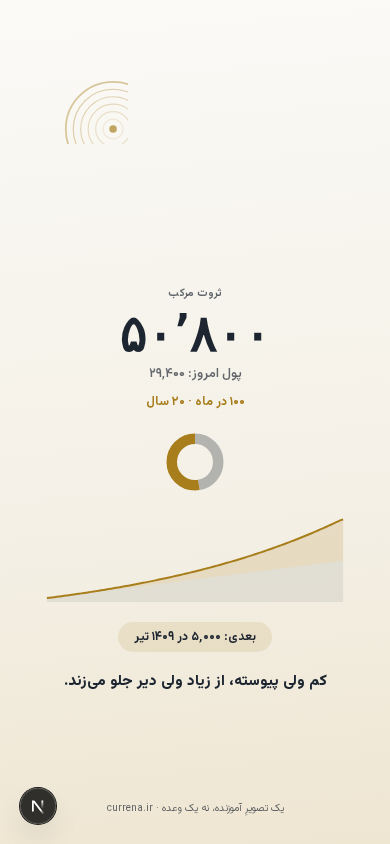 ثروت مرکب
۵۰٬۸۰۰
پول امروز: ۲۹,۴۰۰
۱۰۰ در ماه · ۲۰ سال
بعدی: ۵,۰۰۰ در ۱۴۰۹ تیر
کم ولی پیوسته، از زیاد ولی دیر جلو می‌زند.
یک تصویرِ آموزنده، نه یک وعده · currena.ir
N